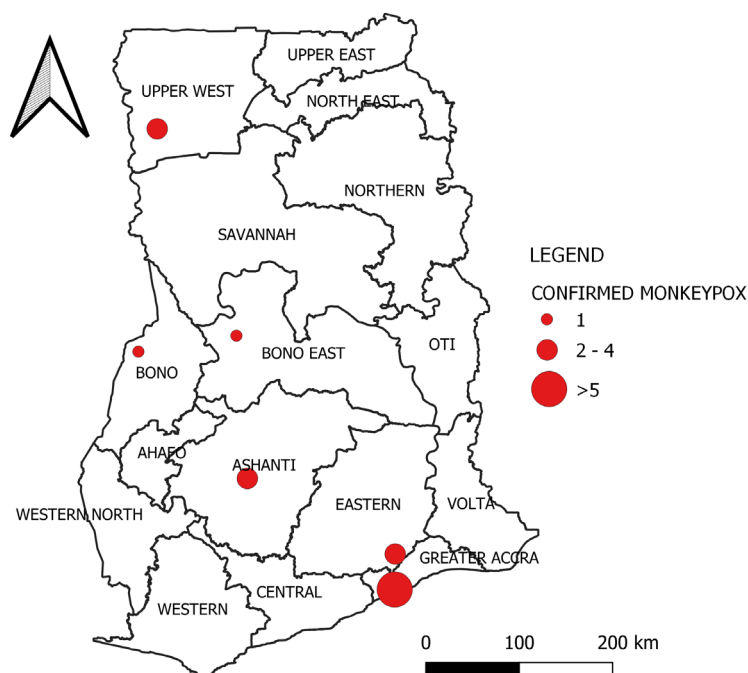 UPPER EAST
UPPER WEST
NORTH EAST
NORTHERN
SAVANNAH
LEGEND
CONFIRMED MONKEYPOX
1
2 - 4
>5
OTI
BONO EAST
BONO
AHAFO
ASHANTI
EASTERN
VOLTA
WESTERN NORTH
GREATER ACCRA
CENTRAL
WESTERN
0 100 200 km